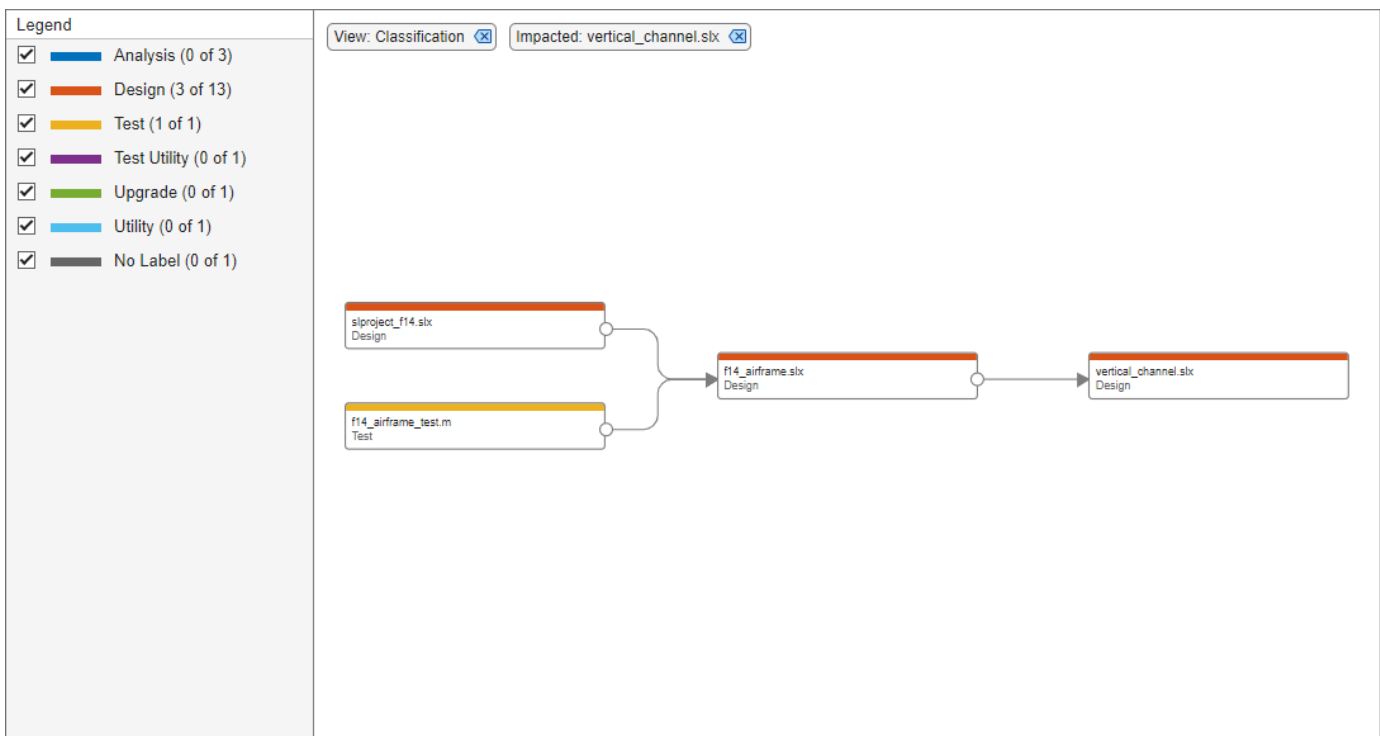 Legend
Analysis (0 of 3)
Design (3 of 13)
Test (1 of 1)
Test Utility (0 of 1)
Upgrade (0 of 1)
Utility (0 of 1)
No Label (0 of 1)
View: Classification
Impacted: vertical_channel.slx
slproject_f14.slx
Design
f14_airframe_test.m
Test
f14_airframe.slx
Design
vertical_channel.slx
Design